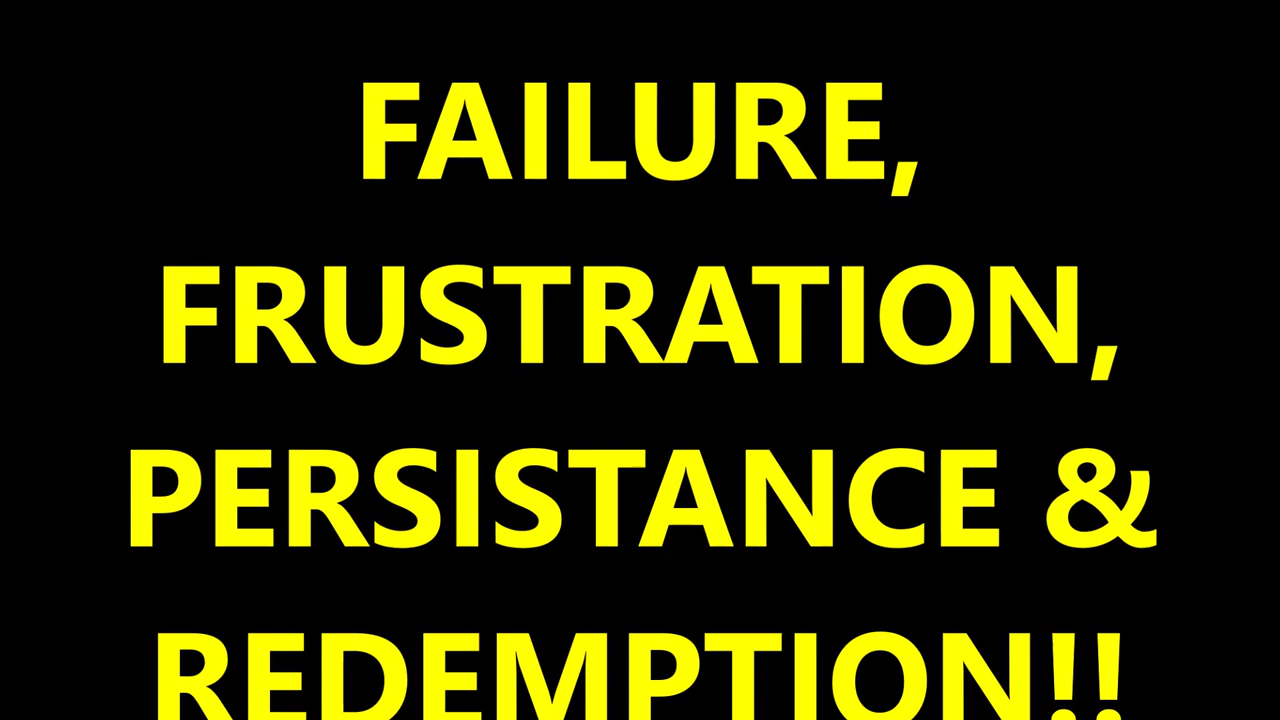 FAILURE,
FRUSTRATION,
PERSISTANCE &
REDEMPTION!!